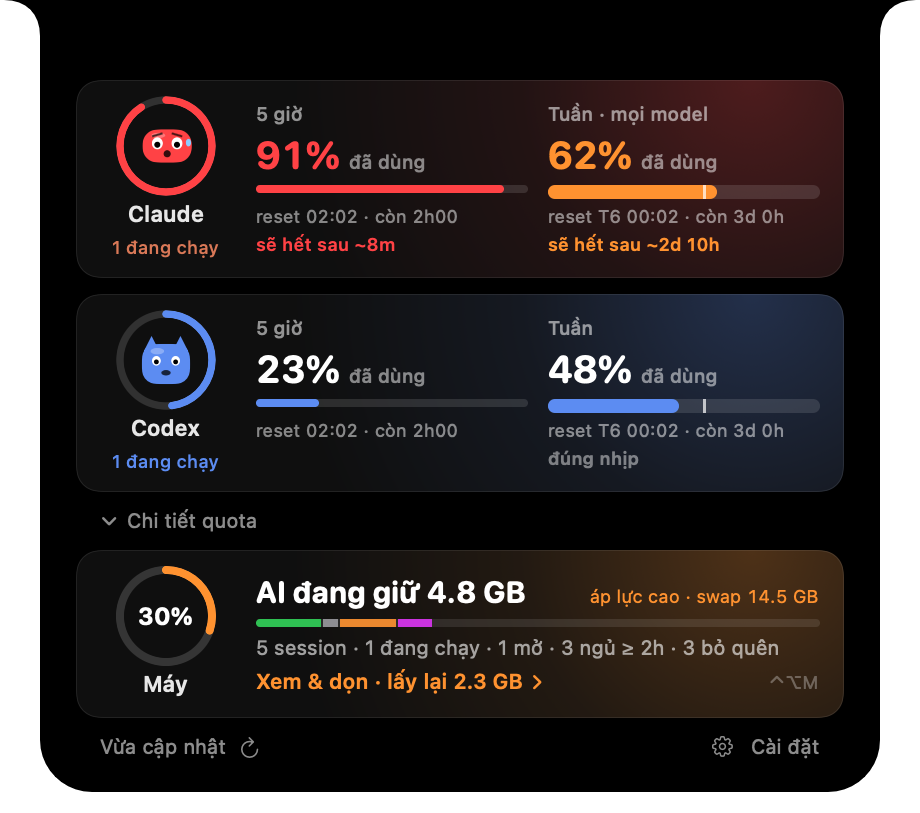 Claude
1 đang chạy
5 giờ
91% đã dùng
reset 02:02 · còn 2h00
sẽ hết sau ~8m
Tuần · mọi model
62% đã dùng
reset T6 00:02 · còn 3d 0h
sẽ hết sau ~2d 10h
Codex
1 đang chạy
5 giờ
23% đã dùng
reset 02:02 · còn 2h00
Tuần
48% đã dùng
reset T6 00:02 · còn 3d 0h
đúng nhịp
Chi tiết quota
30%
Máy
AI đang giữ 4.8 GB
áp lực cao · swap 14.5 GB
5 session · 1 đang chạy · 1 mở · 3 ngủ ≥ 2h · 3 bỏ quên
Xem & dọn · lấy lại 2.3 GB >
^⌥M
Vừa cập nhật
Cài đặt